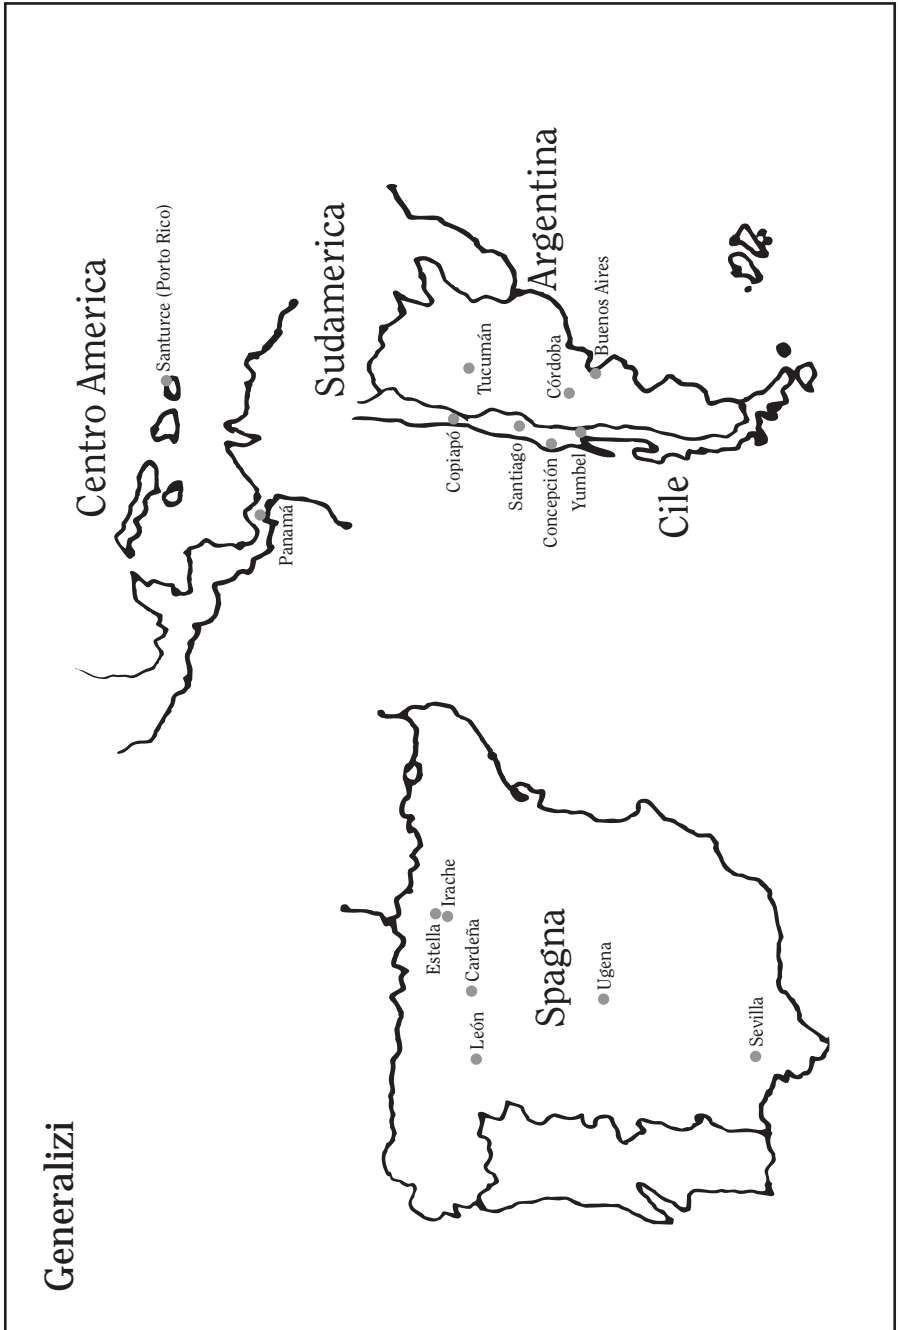 Generalizi
Centro America
Santurce (Porto Rico)
Panamá
Sudamerica
Argentina
Tucumán
Córdoba
Buenos Aires
Copiapó
Santiago
Concepción
Yumbel
Cile
Spagna
Estella
Irache
Cardeña
León
Ugena
Sevilla